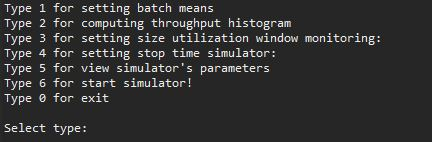 Type 1 for setting batch means
Type 2 for computing throughput histogram
Type 3 for setting size utilization window monitoring:
Type 4 for setting stop time simulator:
Type 5 for view simulator's parameters
Type 6 for start simulator!
Type 0 for exit
Select type: